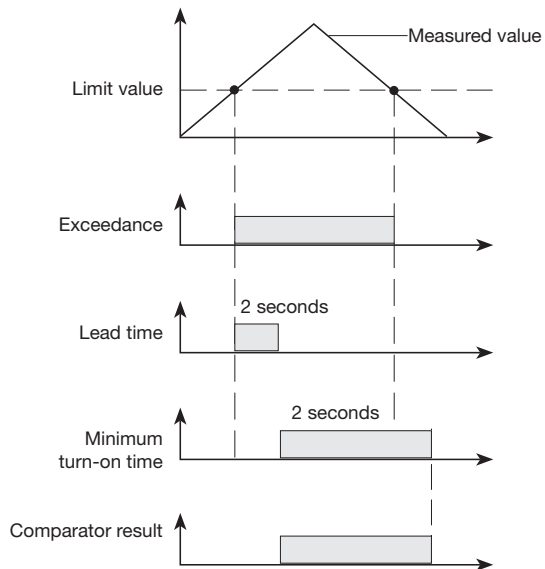 Measured value
Limit value
Exceedance
2 seconds
Lead time
2 seconds
Minimum
turn-on time
Comparator result